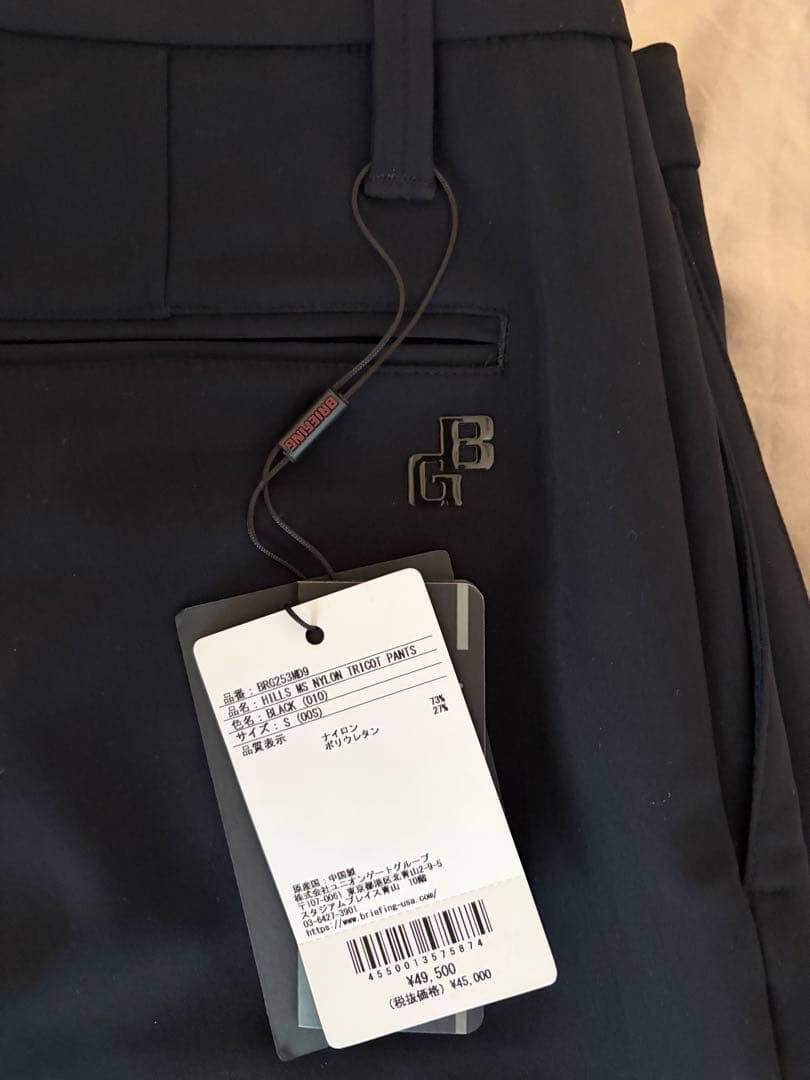 BRIEFING
B
G
品番：BRG253MD9
品名：HILLS MS NYLON TRICOT PANTS
色名：BLACK (010)
サイズ：S (00S)
品質表示 ナイロン 73%
ポリウレタン 27%
原産国：中国製
株式会社ユニオンゲートグループ
〒107-0061 東京都港区北青山2-9-5
スタジアムプレイス青山 10階
03-6427-3901
https://www.briefing-usa.com/
4550013575874
¥49,500
(税抜価格) ¥45,000